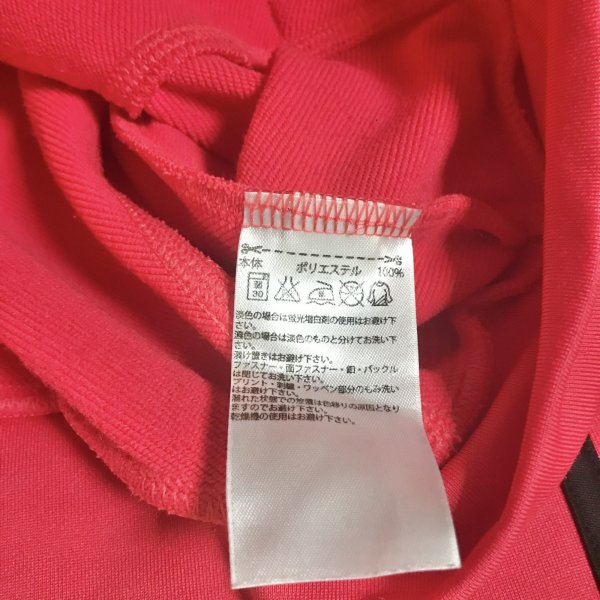 本体 ポリエステル 100%
弱
30
淡色の場合は蛍光増白剤の使用はお避け下さい。
濃色の場合は淡色のものと分けてお洗い下さい。
漬け置きはお避け下さい。
ファスナー・面ファスナー・釦・バックルは閉じてお洗い下さい。
プリント・刺繍・ワッペン部分のもみ洗いはお避け下さい。
濡れた状態での放置は色移りの原因となりますのでお避け下さい。
乾燥機の使用はお避け下さい。